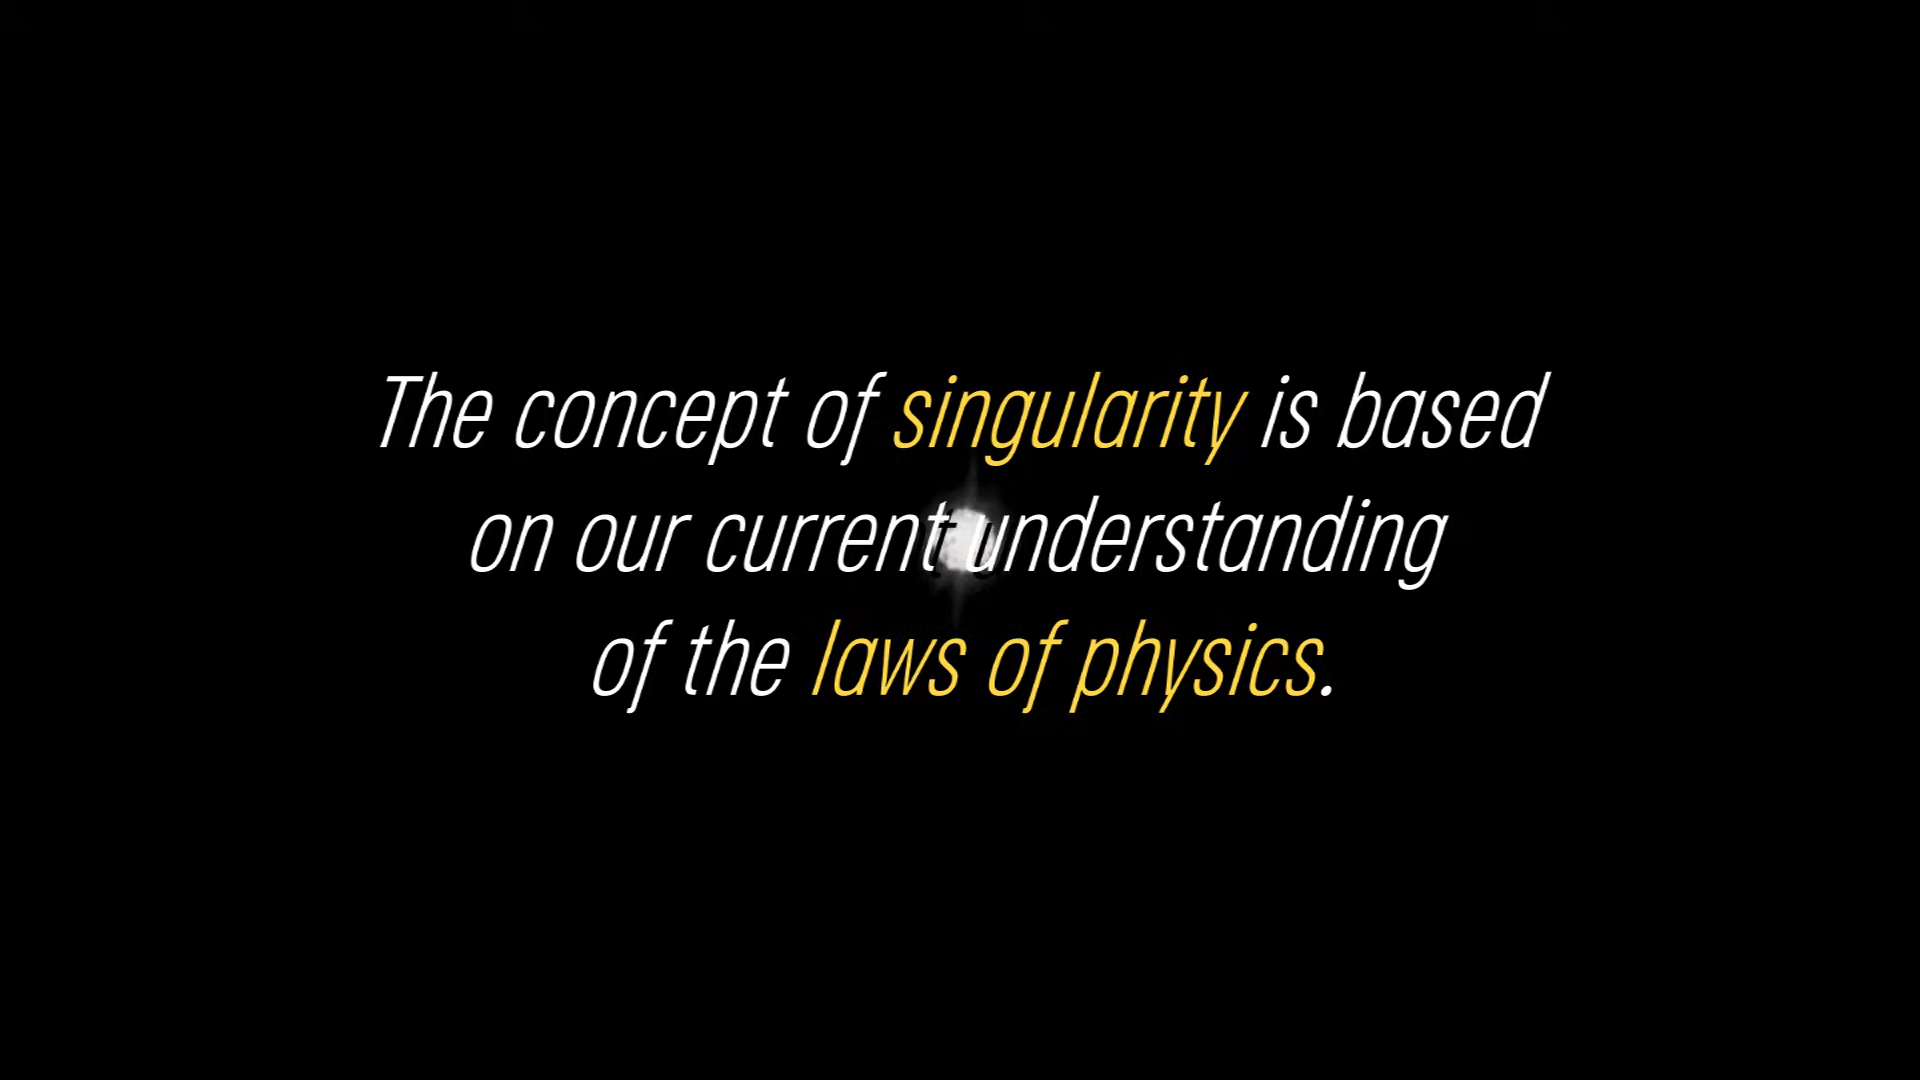 The concept of singularity is based
on our current understanding
of the laws of physics.